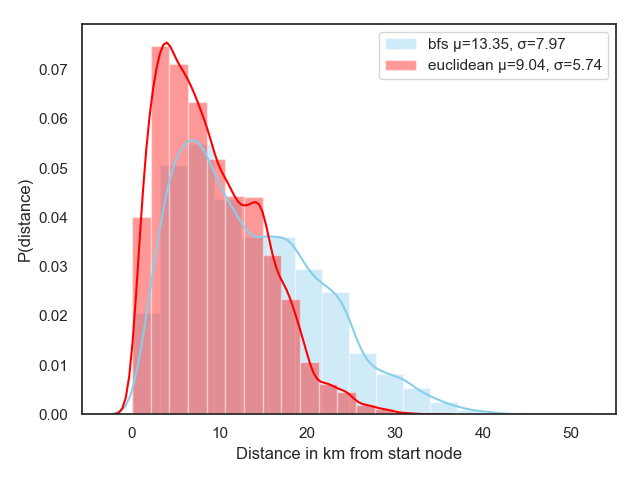 bfs μ=13.35, σ=7.97
euclidean μ=9.04, σ=5.74
P(distance)
0.07
0.06
0.05
0.04
0.03
0.02
0.01
0.00
0 10 20 30 40 50
Distance in km from start node